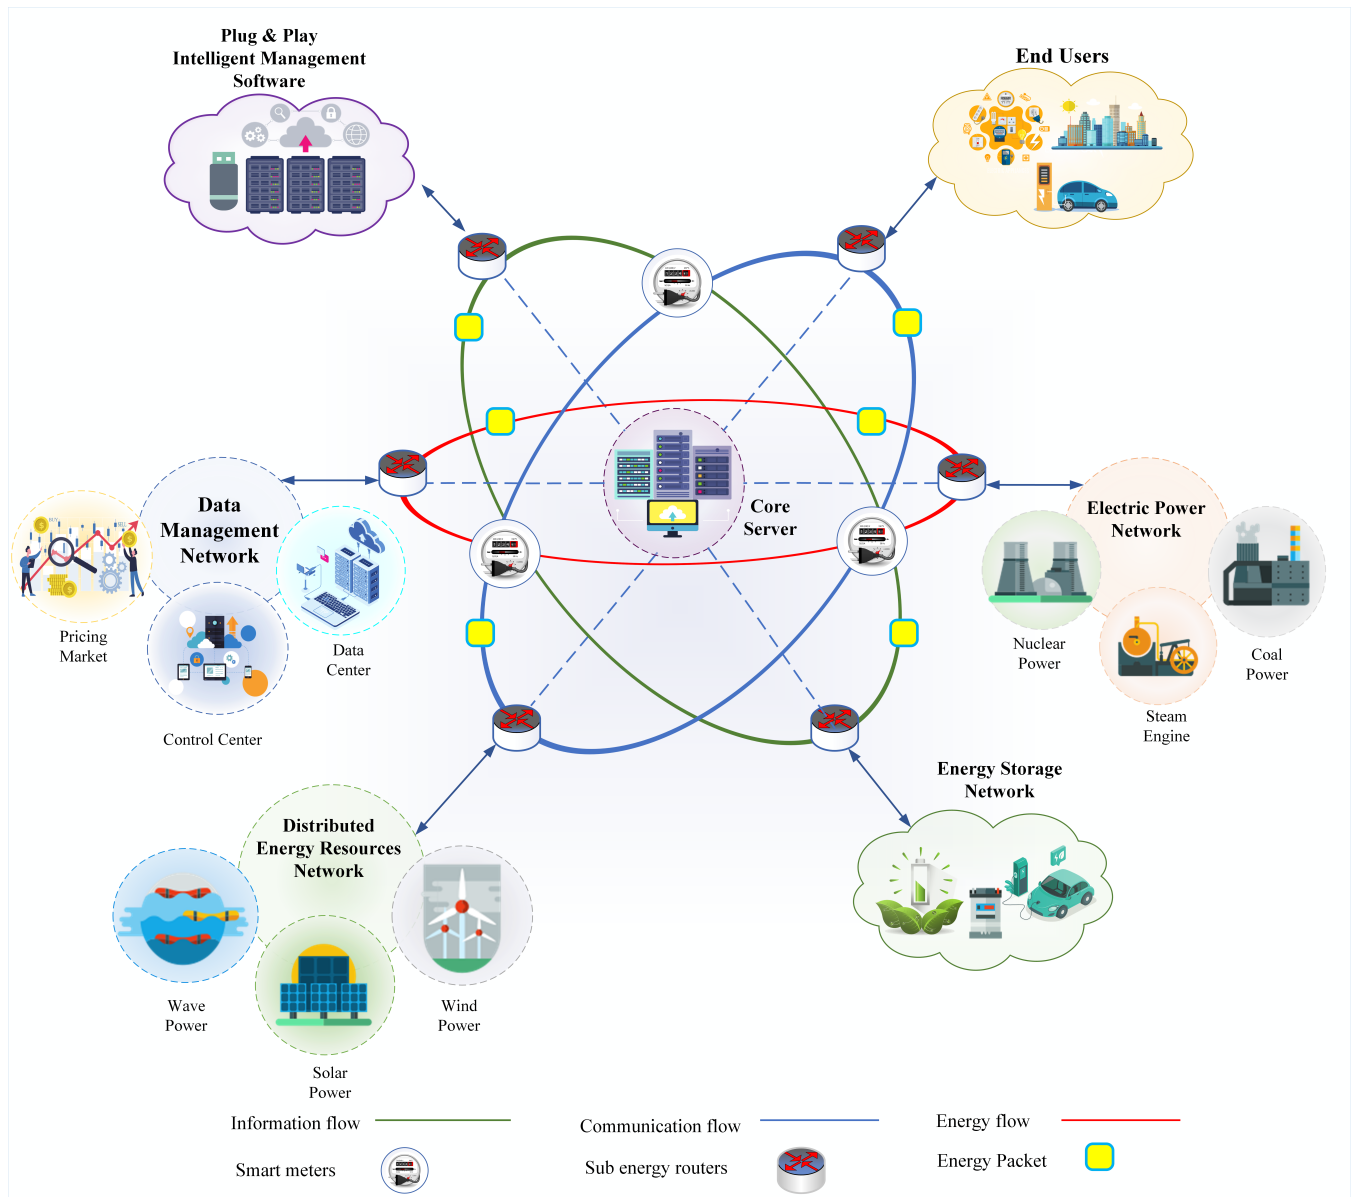 Plug & Play
Intelligent Management
Software
End Users
Core
Server
Data
Management
Network
Pricing
Market
Control Center
Data
Center
Electric Power
Network
Nuclear
Power
Steam
Engine
Coal
Power
Energy Storage
Network
Distributed
Energy Resources
Network
Wave
Power
Solar
Power
Wind
Power
Information flow
Communication flow
Energy flow
Smart meters
Sub energy routers
Energy Packet